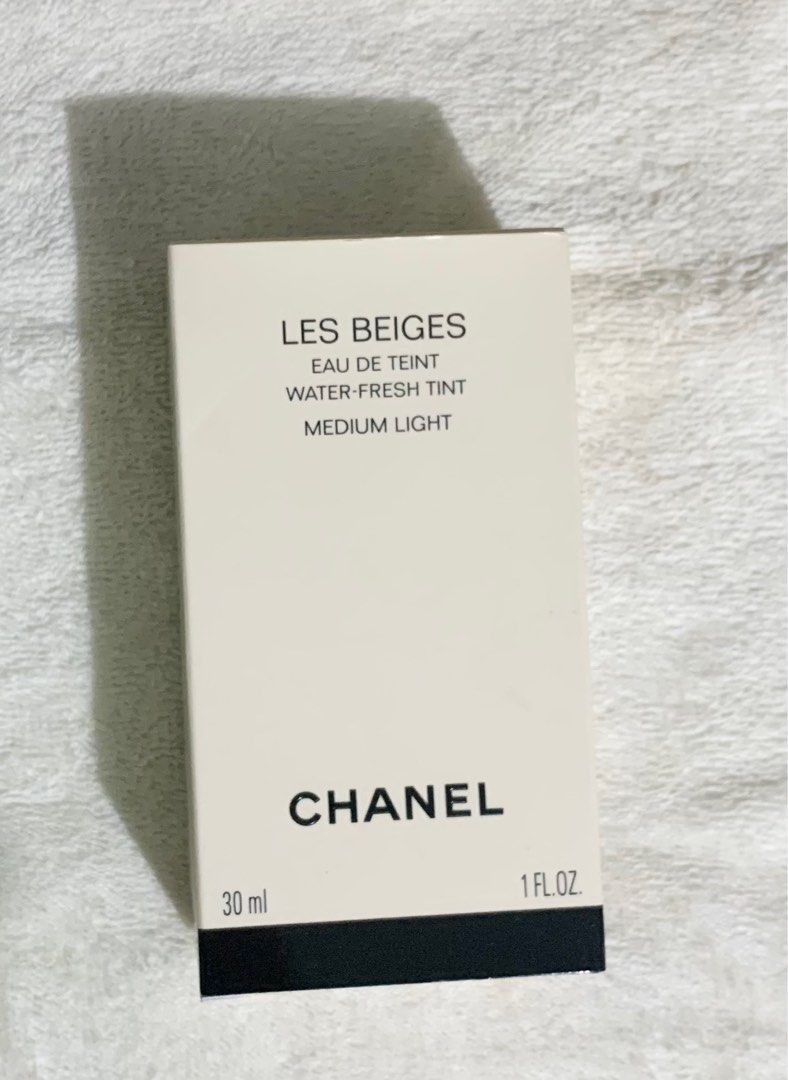 LES BEIGES
EAU DE TEINT
WATER-FRESH TINT
MEDIUM LIGHT
CHANEL
30 ml 1 FL.OZ.